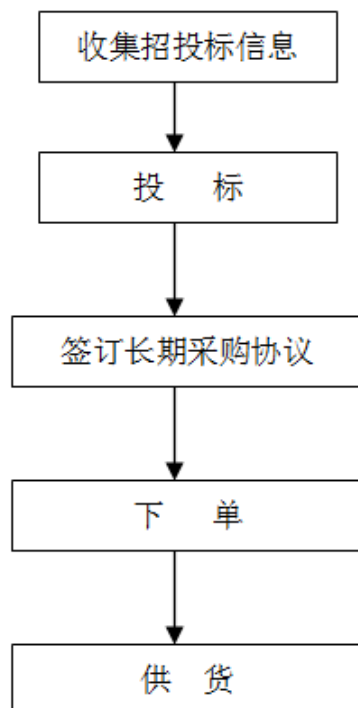 收集招投标信息
投 标
签订长期采购协议
下 单
供 货